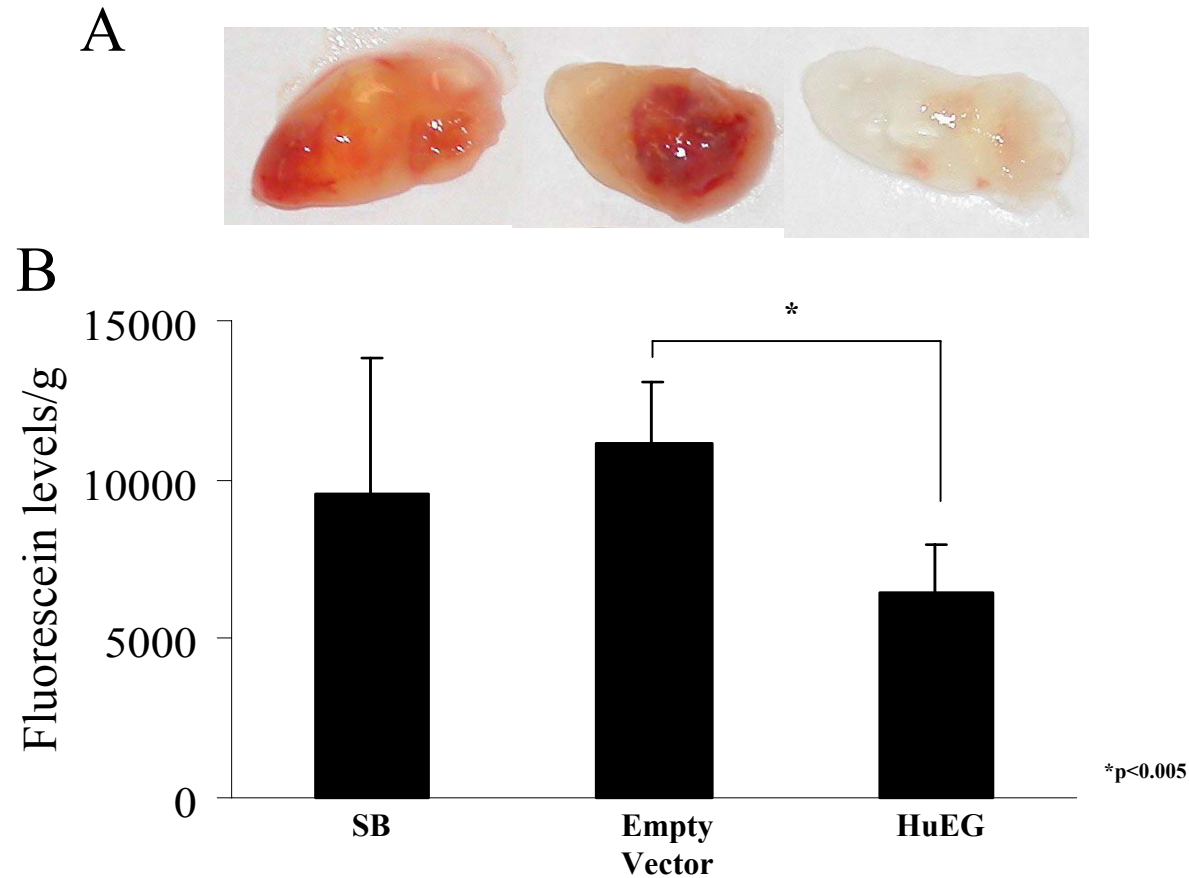 A
B
*
15000
10000
5000
0
Fluorescein levels/g
*p<0.005
SB
Empty
Vector
HuEG